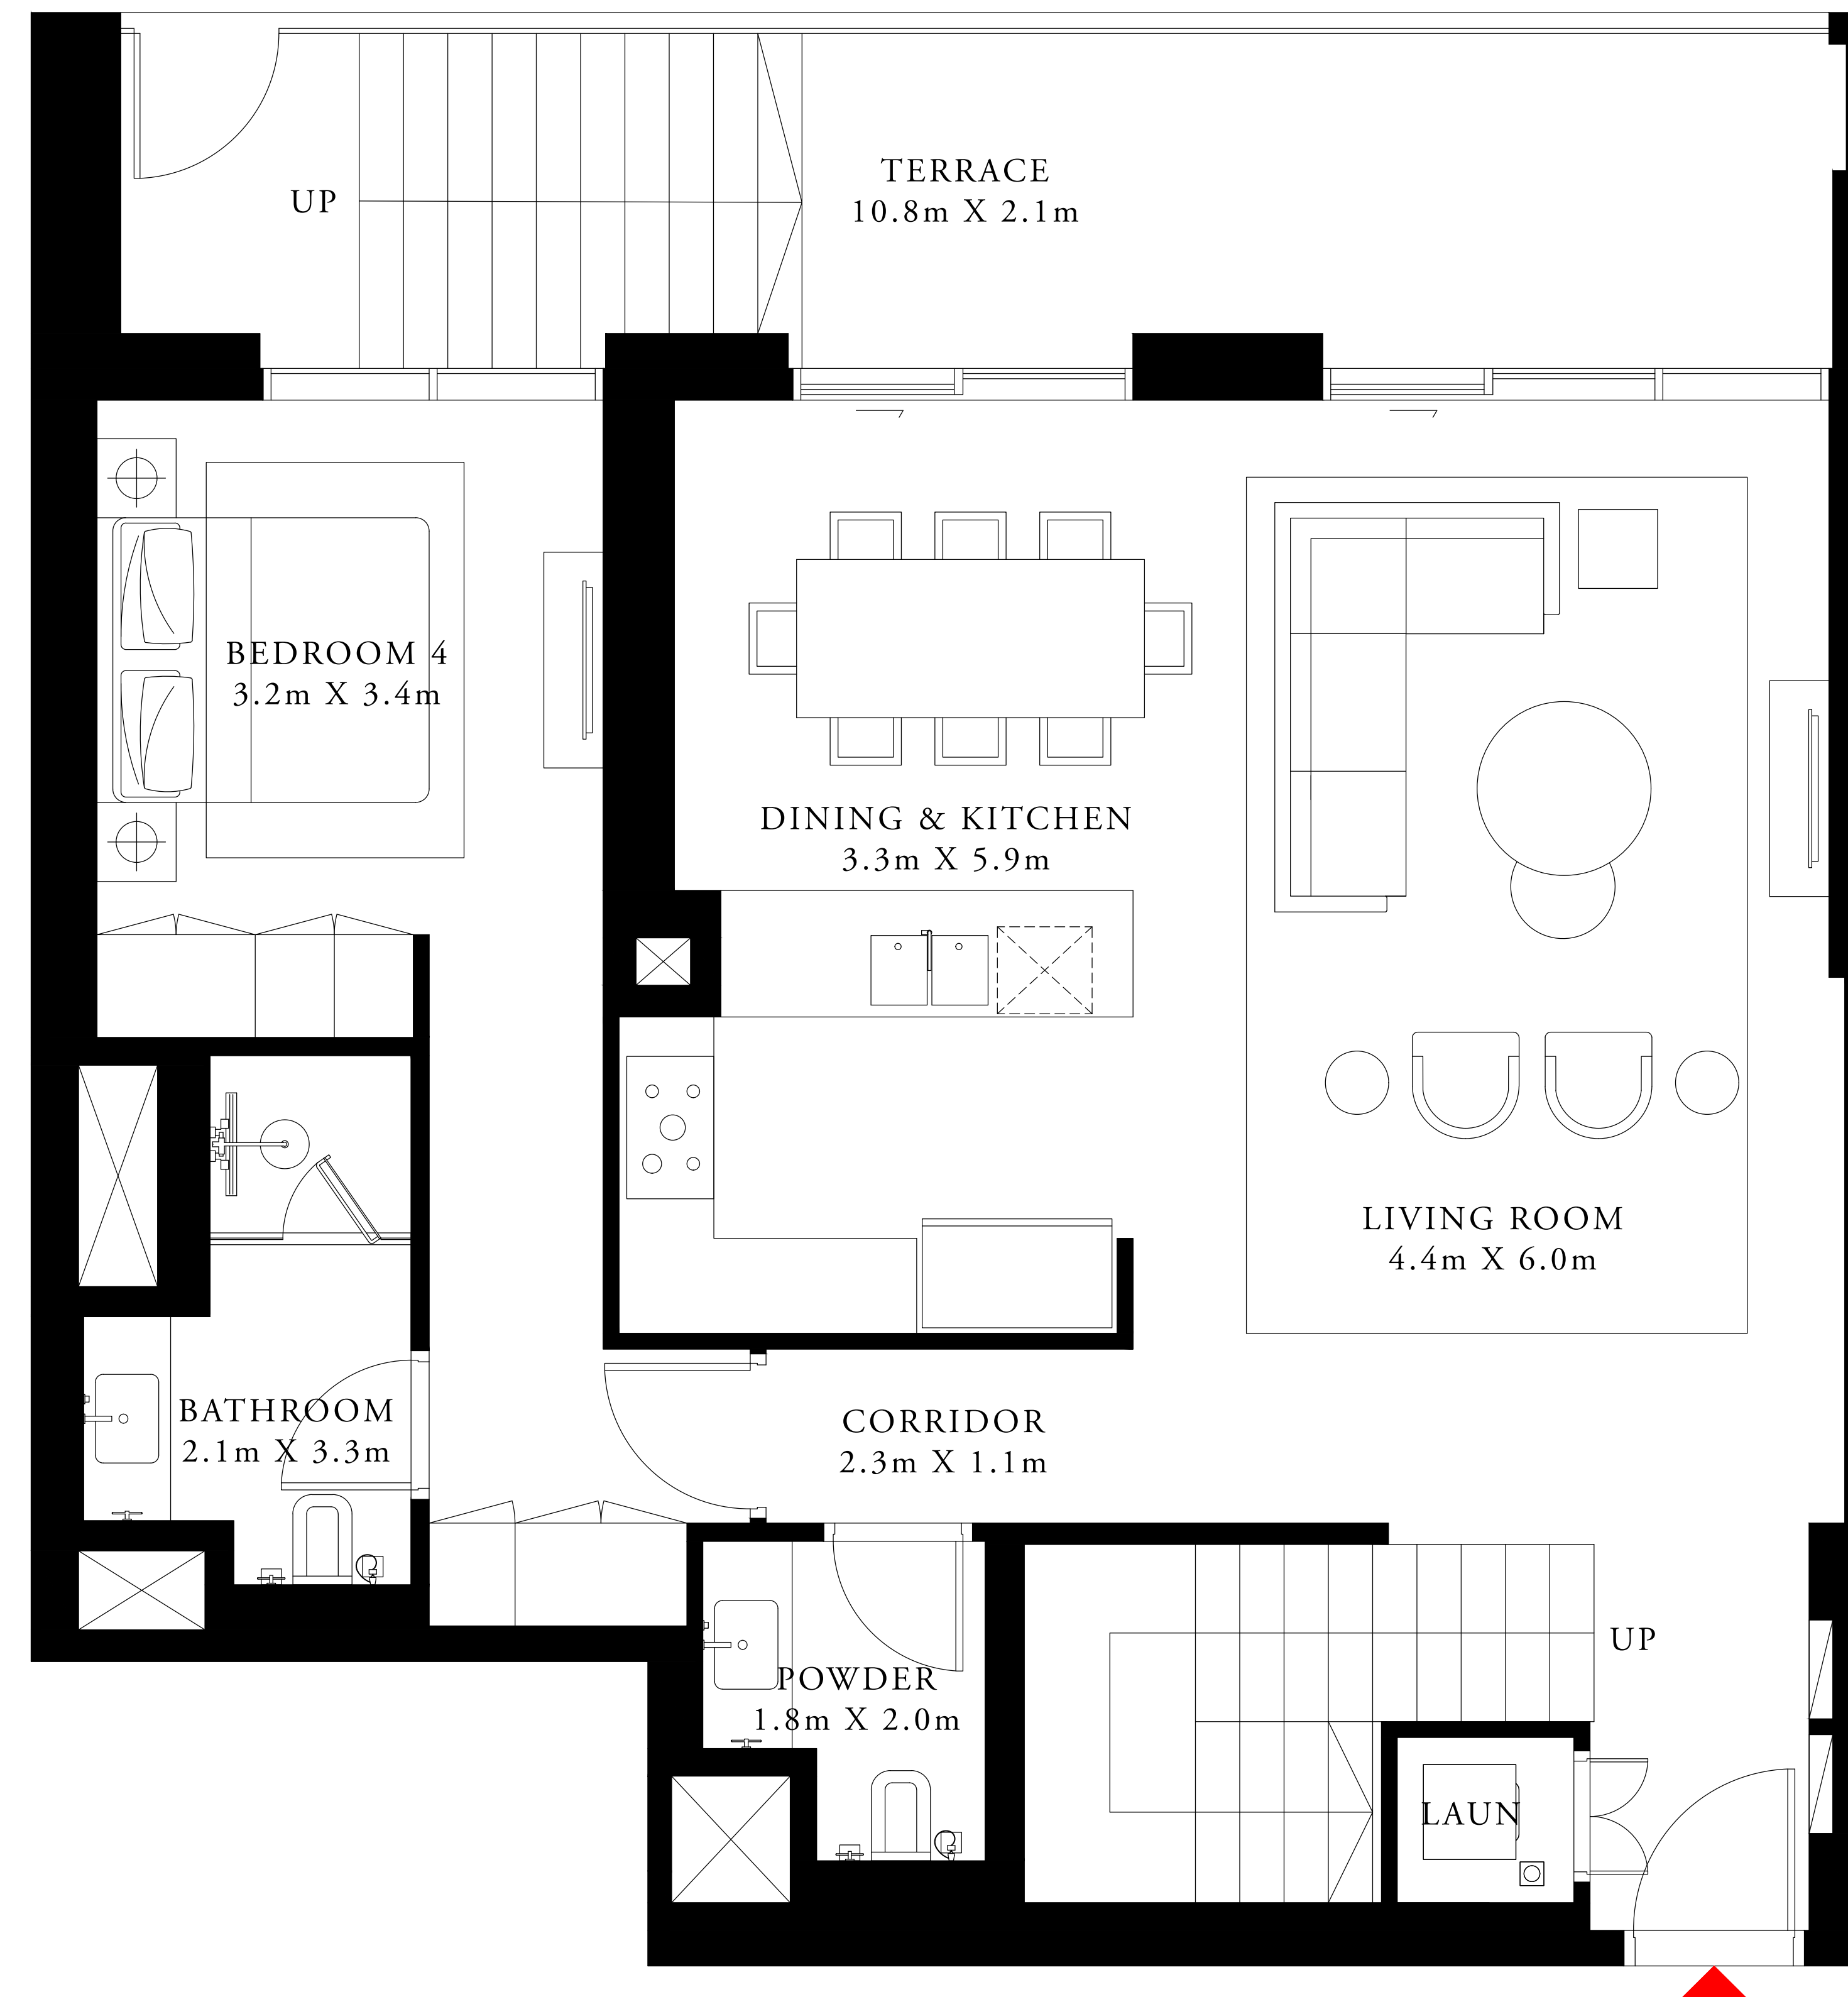 TERRACE
10.8m X 2.1m
UP
BEDROOM 4
3.2m X 3.4m
DINING & KITCHEN
3.3m X 5.9m
LIVING ROOM
4.4m X 6.0m
BATHROOM
2.1m X 3.3m
CORRIDOR
2.3m X 1.1m
UP
POWDER
1.8m X 2.0m
LAUN